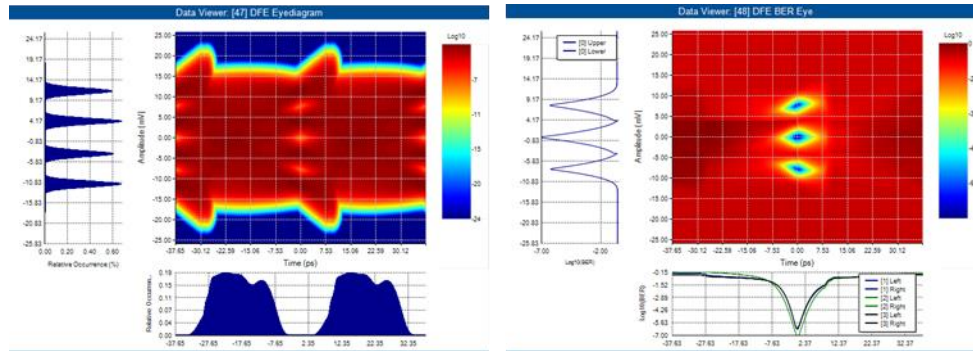 Data Viewer: [47] DFE Eyediagram
24.17
19.17
14.17
9.17
4.17
-0.83
-5.83
-10.83
-15.83
-20.83
-25.83
0.00 0.30 0.60
Relative Occurrence (%)
Amplitude (mV)
25.00
20.00
15.00
10.00
5.00
0.00
-5.00
-10.00
-15.00
-20.00
-25.00
-37.65 -30.12 -22.59 -15.06 -7.53 0.00 7.53 15.06 22.59 30.12
Time (ps)
Log10
-7
-11
-15
-20
-24
Relative Occurren...
0.18
0.15
0.11
0.07
0.04
0.00
-37.65 -27.65 -17.65 -7.65 2.35 12.35 22.35 32.35
Data Viewer: [48] DFE BER Eye
[0] Upper
[0] Lower
24.17
19.17
14.17
9.17
4.17
-0.83
-5.83
-10.83
-15.83
-20.83
-25.83
-7.00 -2.00
Log10(BER)
Amplitude (mV)
25.00
20.00
15.00
10.00
5.00
0.00
-5.00
-10.00
-15.00
-20.00
-25.00
-37.65 -30.12 -22.59 -15.06 -7.53 0.00 7.53 15.06 22.59 30.12
Time (ps)
Log10
0
-2
-4
-6
Log10(BER)
-0.15
-1.52
-2.89
-4.26
-5.63
-7.00
-37.63 -27.63 -17.63 -7.63 2.37 12.37 22.37 32.37
[1] Left
[1] Right
[2] Left
[2] Right
[3] Left
[3] Right